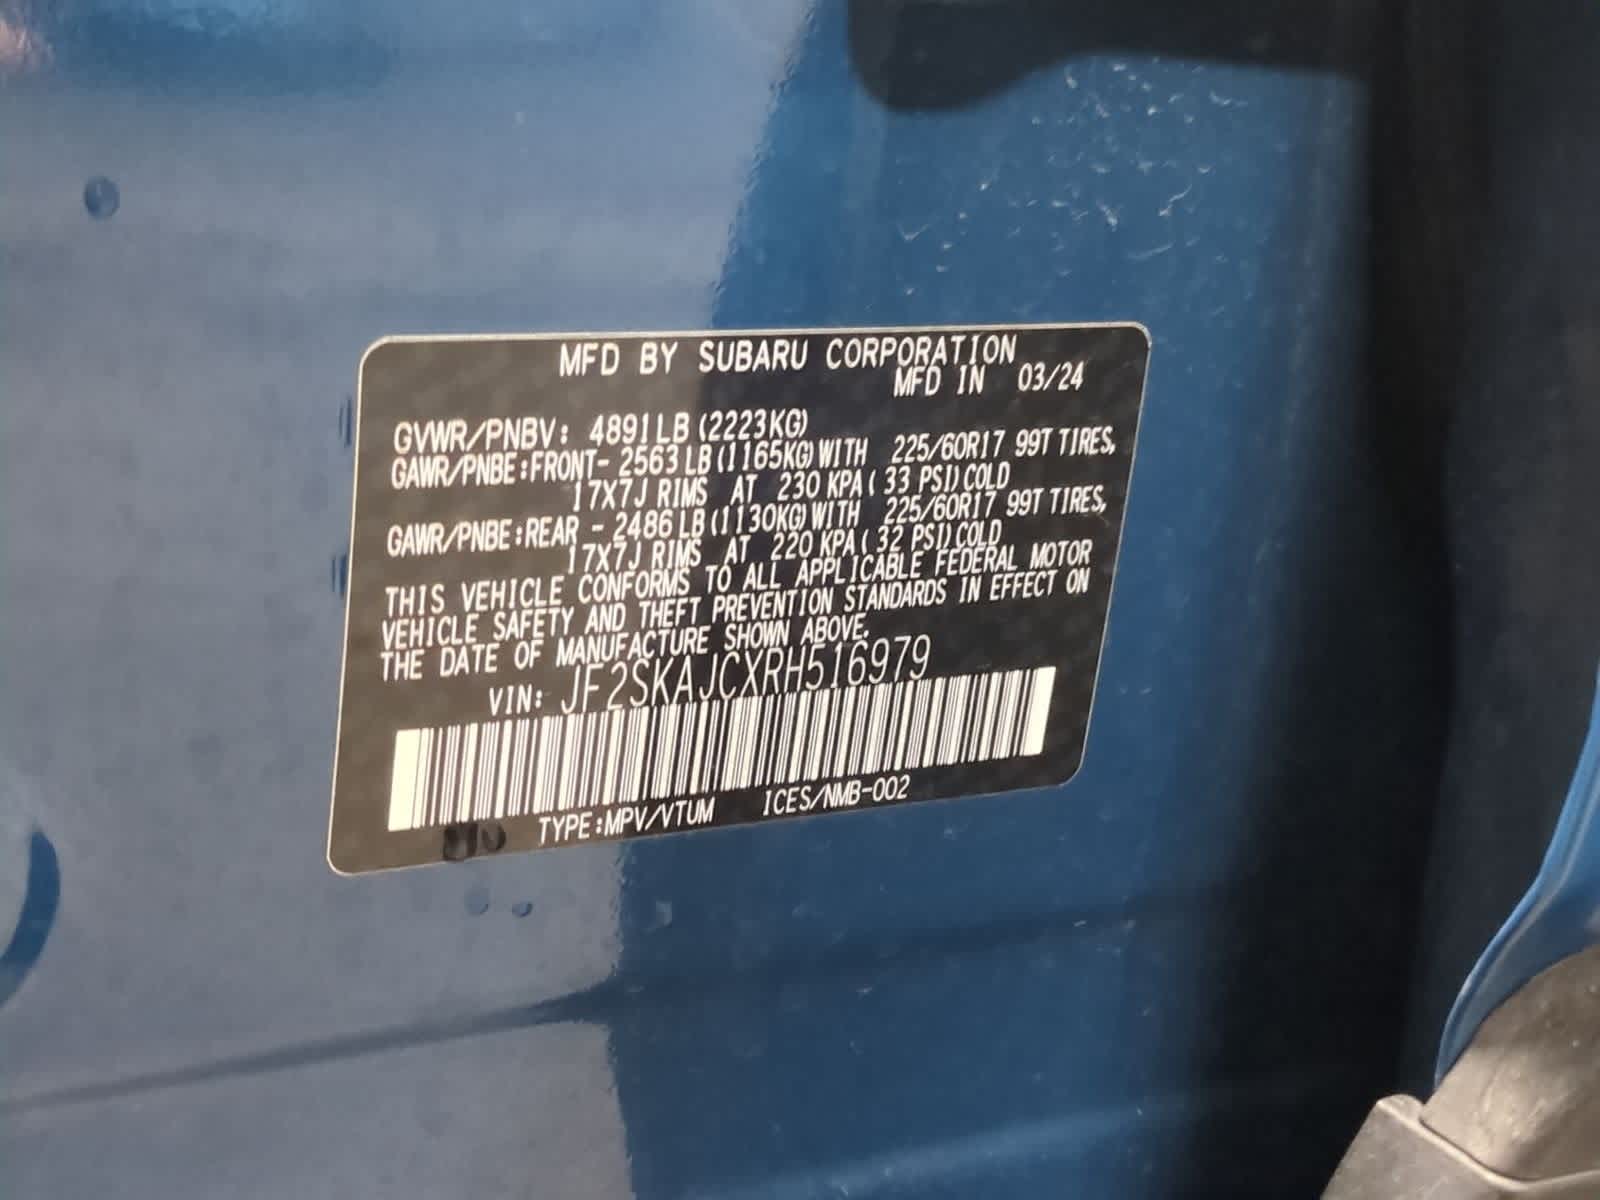 MFD BY SUBARU CORPORATION
MFD IN 03/24
GVWR/PNBV: 4891LB (2223KG)
GAWR/PNBE:FRONT- 2563LB(1165KG)WITH 225/60R17 99T TIRES,
17X7J RIMS AT 230 KPA( 33 PSI)COLD
GAWR/PNBE:REAR - 2486LB(1130KG)WITH 225/60R17 99T TIRES,
17X7J RIMS AT 220 KPA( 32 PSI)COLD
THIS VEHICLE CONFORMS TO ALL APPLICABLE FEDERAL MOTOR
VEHICLE SAFETY AND THEFT PREVENTION STANDARDS IN EFFECT ON
THE DATE OF MANUFACTURE SHOWN ABOVE.
VIN: JF2SKAJCXRH516979
TYPE:MPV/VTUM ICES/NMB-002